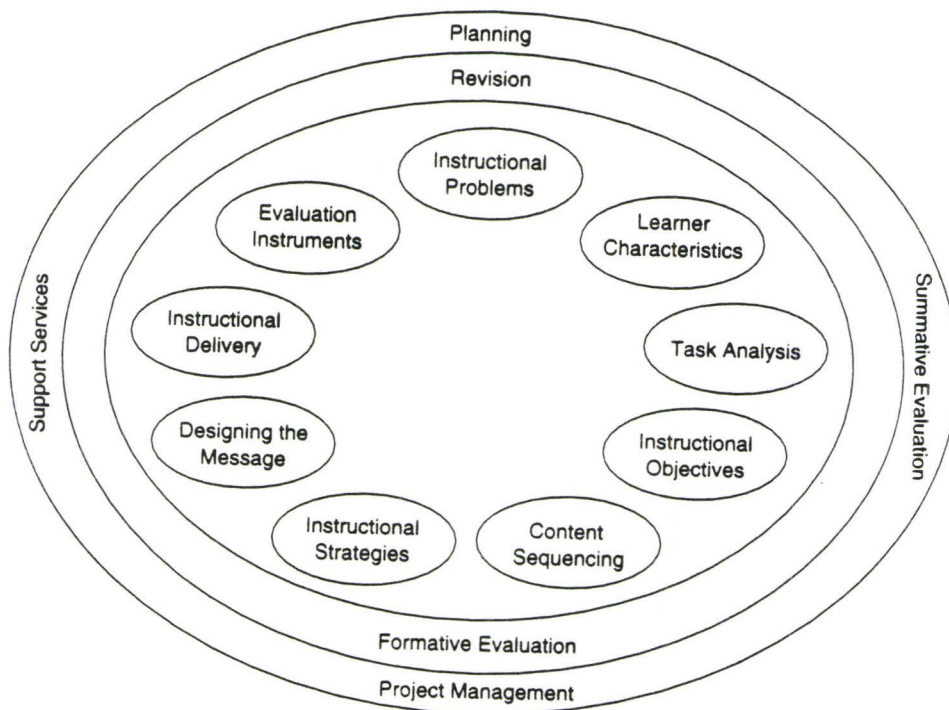 Planning
Revision
Instructional
Problems
Evaluation
Instruments
Learner
Characteristics
Support Services
Summative Evaluation
Instructional
Delivery
Task Analysis
Designing the
Message
Instructional
Objectives
Instructional
Strategies
Content
Sequencing
Formative Evaluation
Project Management